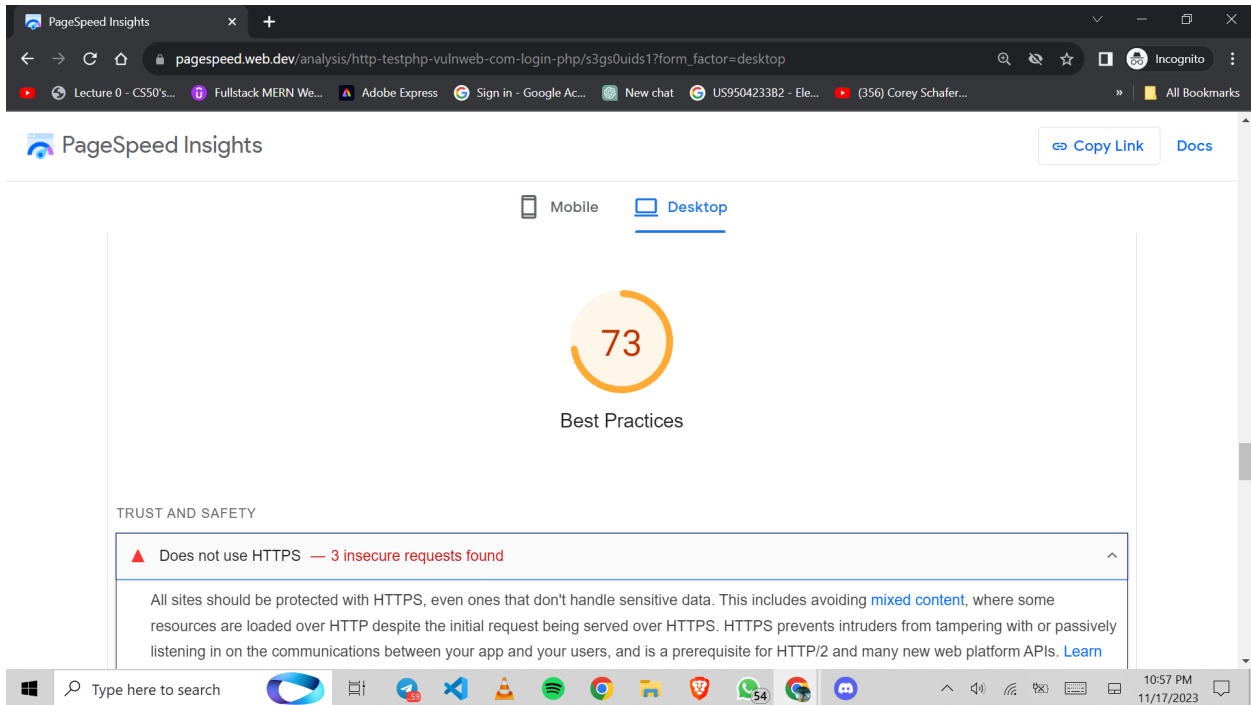 PageSpeed Insights
pagespeed.web.dev/analysis/http-testphp-vulnweb-com-login-php/s3gs0uids1?form_factor=desktop
Incognito
Lecture 0 - CS50's...
Fullstack MERN We...
Adobe Express
Sign in - Google Ac...
New chat
US9504233B2 - Ele...
(356) Corey Schafer...
»
All Bookmarks
PageSpeed Insights
Copy Link
Docs
Mobile
Desktop
73
Best Practices
TRUST AND SAFETY
Does not use HTTPS — 3 insecure requests found
All sites should be protected with HTTPS, even ones that don't handle sensitive data. This includes avoiding mixed content, where some
resources are loaded over HTTP despite the initial request being served over HTTPS. HTTPS prevents intruders from tampering with or passively
listening in on the communications between your app and your users, and is a prerequisite for HTTP/2 and many new web platform APIs. Learn
Type here to search
59
54
10:57 PM
11/17/2023